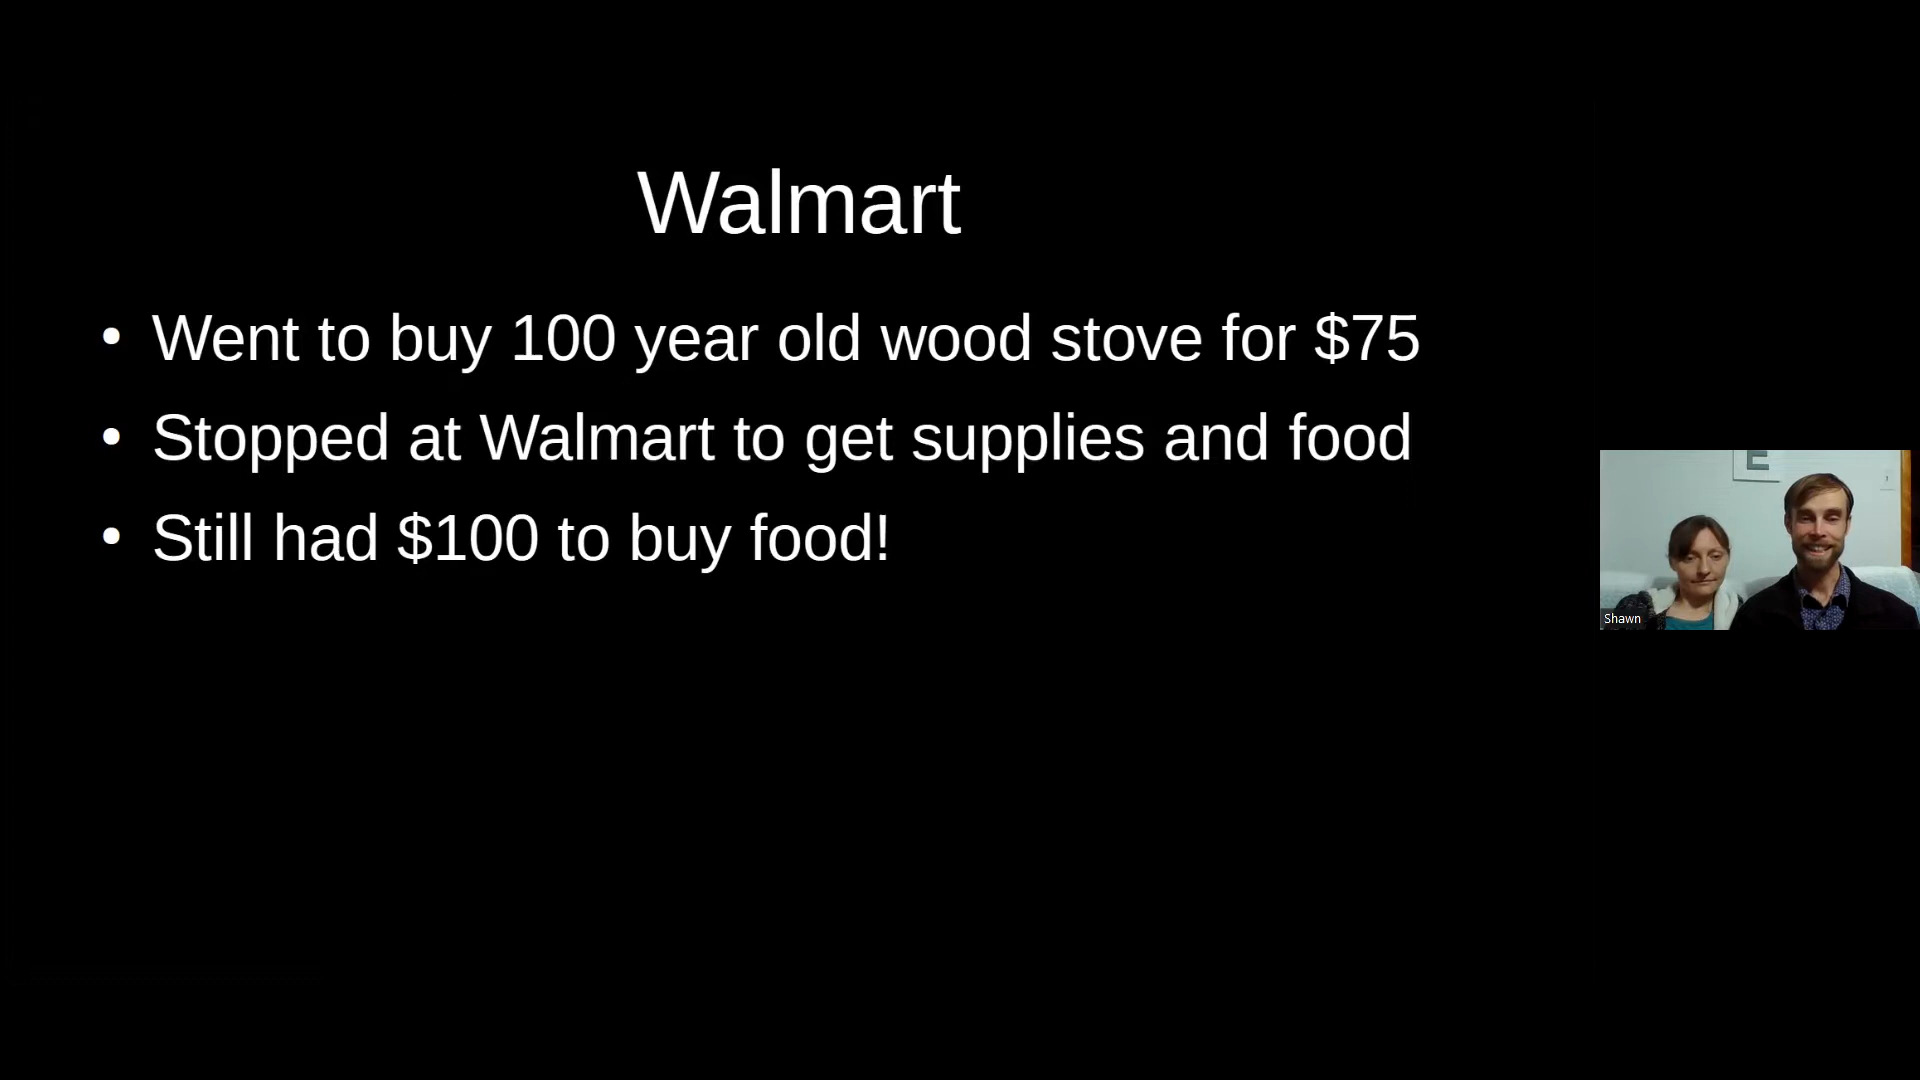 Walmart
• Went to buy 100 year old wood stove for $75
• Stopped at Walmart to get supplies and food
• Still had $100 to buy food!
E
Shawn